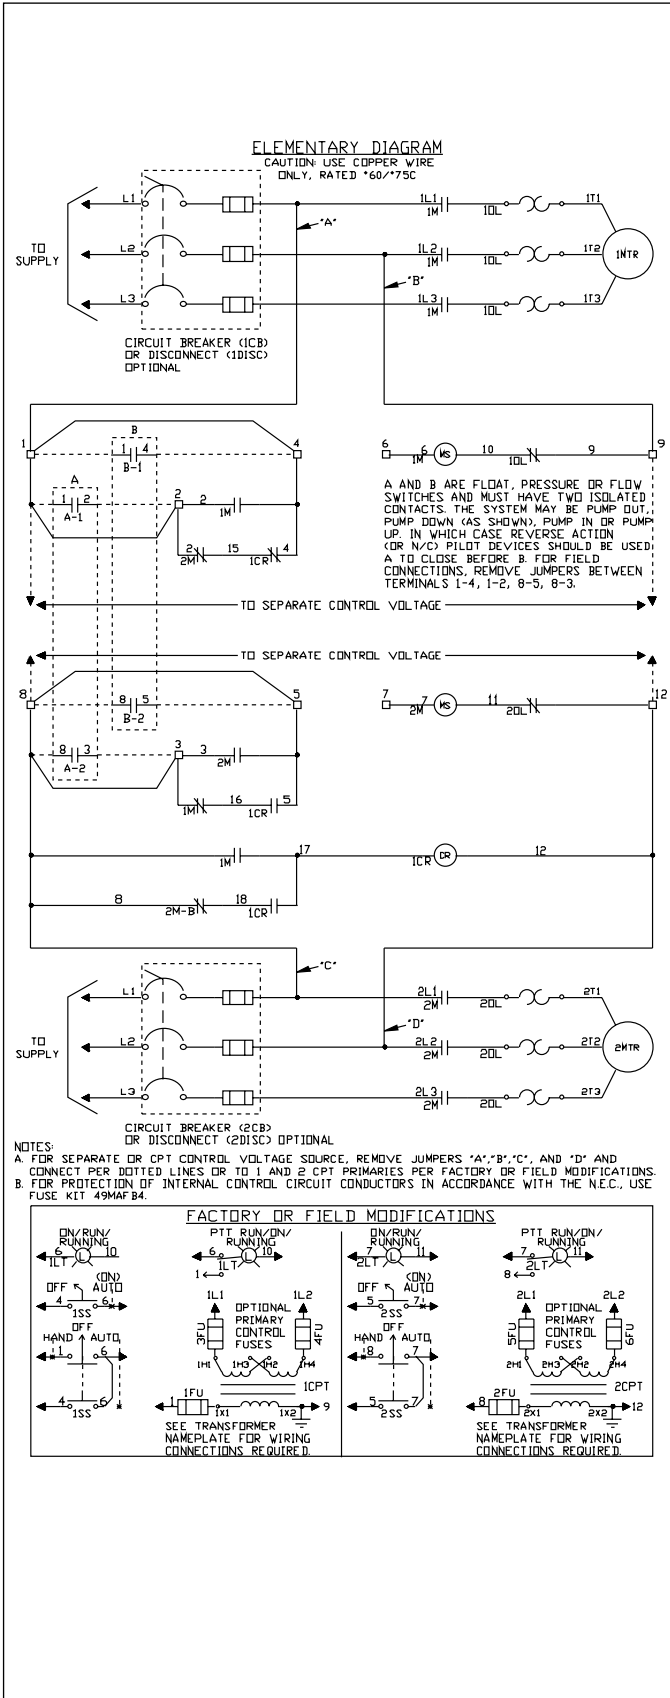 ELEMENTARY DIAGRAM
CAUTION: USE COPPER WIRE
ONLY, RATED *60/*75C
L1
1L1
1M
1OL
1T1
"A"
TO
SUPPLY
L2
1L2
1M
1OL
1T2
1MTR
"B"
L3
1L3
1M
1OL
1T3
CIRCUIT BREAKER (1CB)
OR DISCONNECT (1DISC)
OPTIONAL
B
1
1 4
B-1
4
6
1M 6
MS
10
1OL
9
9
A
1 2
A-1
2
2
1M
2
2M
15
1CR
4
A AND B ARE FLOAT, PRESSURE OR FLOW
SWITCHES AND MUST HAVE TWO ISOLATED
CONTACTS. THE SYSTEM MAY BE PUMP OUT,
PUMP DOWN (AS SHOWN), PUMP IN OR PUMP
UP. IN WHICH CASE REVERSE ACTION
(OR N/C) PILOT DEVICES SHOULD BE USED
A TO CLOSE BEFORE B. FOR FIELD
CONNECTIONS, REMOVE JUMPERS BETWEEN
TERMINALS 1-4, 1-2, 8-5, 8-3.
TO SEPARATE CONTROL VOLTAGE
TO SEPARATE CONTROL VOLTAGE
8
8 5
B-2
5
7
2M 7
MS
11
2OL
12
8 3
A-2
3
3
2M
1M
16
1CR
5
1M
17
1CR
CR
12
8
2M-B
18
1CR
"C"
L1
2L1
2M
2OL
2T1
TO
SUPPLY
"D"
L2
2L2
2M
2OL
2T2
2MTR
L3
2L3
2M
2OL
2T3
CIRCUIT BREAKER (2CB)
OR DISCONNECT (2DISC) OPTIONAL
NOTES:
A. FOR SEPARATE OR CPT CONTROL VOLTAGE SOURCE, REMOVE JUMPERS "A","B","C", AND "D" AND
CONNECT PER DOTTED LINES OR TO 1 AND 2 CPT PRIMARIES PER FACTORY OR FIELD MODIFICATIONS.
B. FOR PROTECTION OF INTERNAL CONTROL CIRCUIT CONDUCTORS IN ACCORDANCE WITH THE N.E.C., USE
FUSE KIT 49MAFB4.
FACTORY OR FIELD MODIFICATIONS
ON/RUN/
RUNNING
6 L 10
1LT
PTT RUN/ON/
RUNNING
6 L 10
1LT
1
ON/RUN/
RUNNING
7 L 11
2LT
PTT RUN/ON/
RUNNING
7 L 11
2LT
8
OFF
(ON)
AUTO
4 6
1SS
OFF
HAND AUTO
1 6
4 6
1SS
1L1
1L2
3FU
4FU
OPTIONAL
PRIMARY
CONTROL
FUSES
1H1 1H3 1H2 1H4
1CPT
1 1FU
1X1 1X2
9
SEE TRANSFORMER
NAMEPLATE FOR WIRING
CONNECTIONS REQUIRED.
OFF
(ON)
AUTO
5 7
2SS
OFF
HAND AUTO
8 7
5 7
2SS
2L1
2L2
5FU
6FU
OPTIONAL
PRIMARY
CONTROL
FUSES
2H1 2H3 2H2 2H4
2CPT
8 2FU
2X1 2X2
12
SEE TRANSFORMER
NAMEPLATE FOR WIRING
CONNECTIONS REQUIRED.